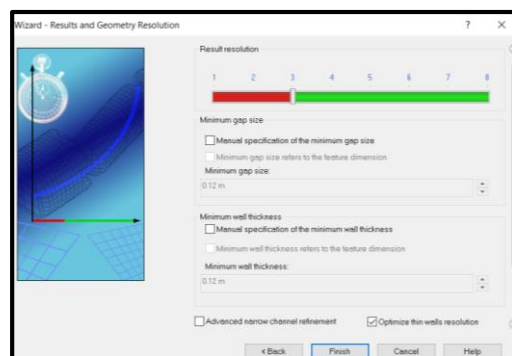 Wizard - Results and Geometry Resolution ? X
Result resolution
1 2 3 4 5 6 7 8
Minimum gap size
Manual specification of the minimum gap size
Minimum gap size refers to the feature dimension
Minimum gap size:
0.12 m
Minimum wall thickness
Manual specification of the minimum wall thickness
Minimum wall thickness refers to the feature dimension
Minimum wall thickness:
0.12 m
Advanced narrow channel refinement Optimize thin walls resolution
< Back Finish Cancel Help